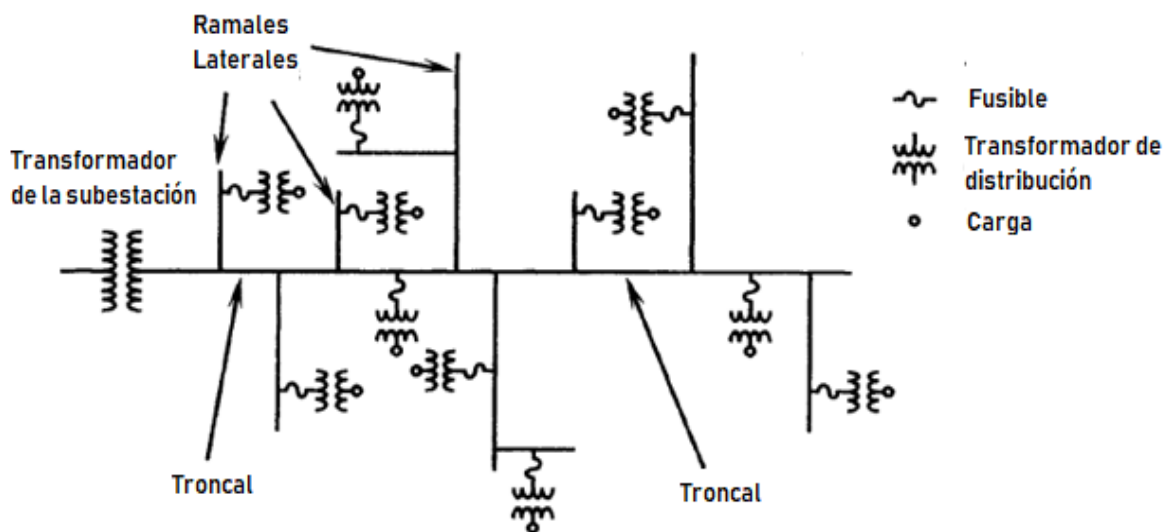 Ramales
Laterales
Transformador
de la subestación
Fusible
Transformador de
distribución
Carga
Troncal
Troncal